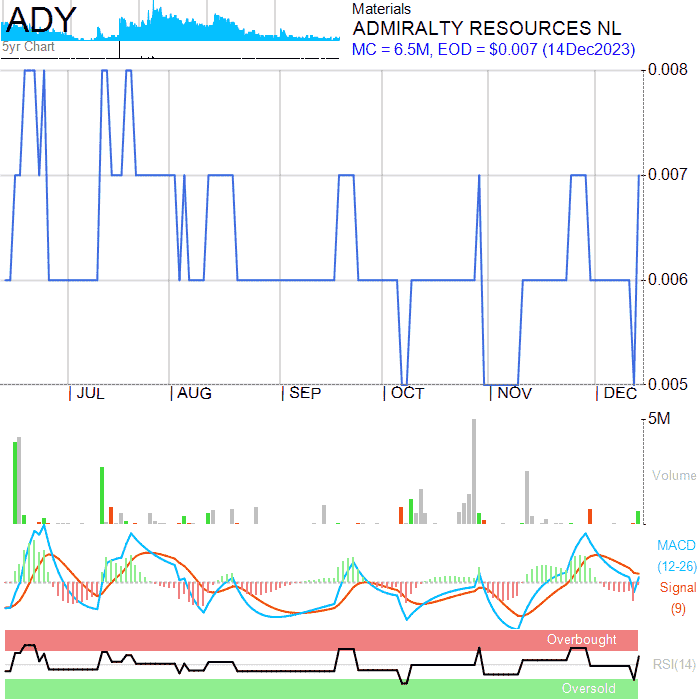 ADY
5yr Chart
Materials
ADMIRALTY RESOURCES NL
MC = 6.5M, EOD = $0.007 (14Dec2023)
0.008
0.007
0.006
0.005
JUL AUG SEP OCT NOV DEC
5M
Volume
MACD
(12-26)
Signal
(9)
Overbought
RSI(14)
Oversold